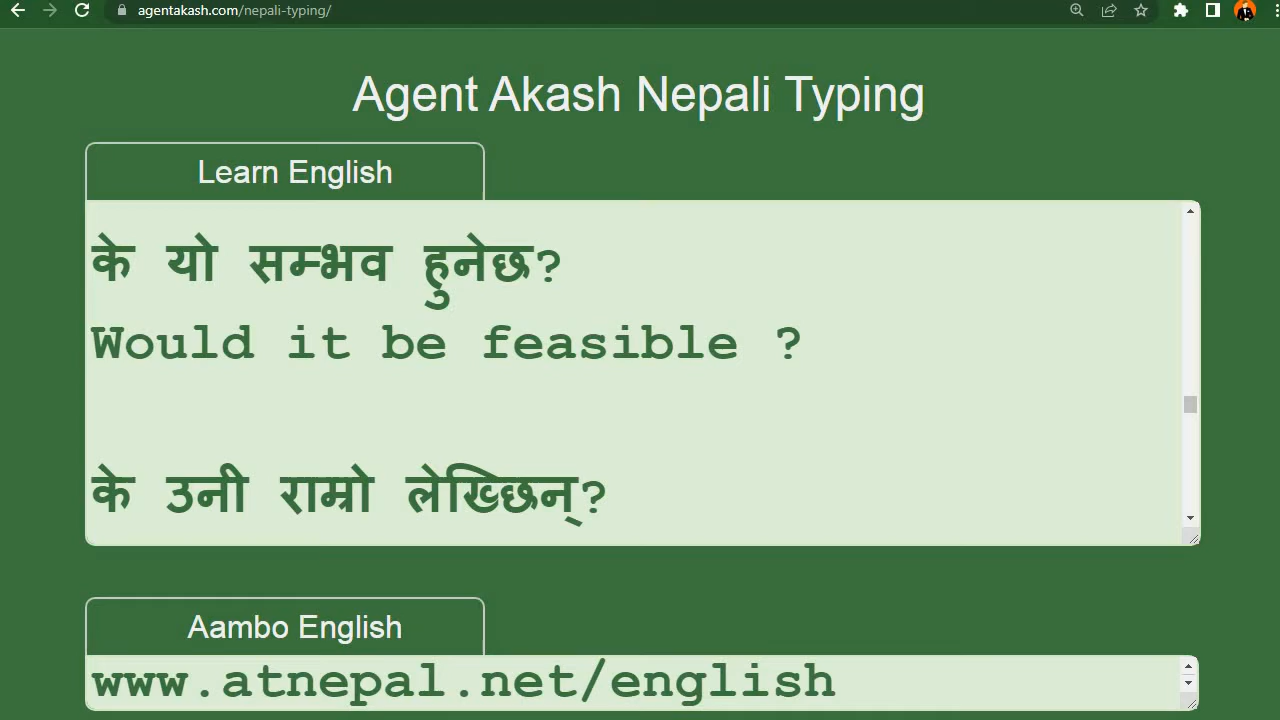 agentakash.com/nepali-typing/
Agent Akash Nepali Typing
Learn English
के यो सम्भव हुनेछ?
Would it be feasible ?
के उनी राम्रो लेख्छिन्?
Aambo English
www.atnepal.net/english